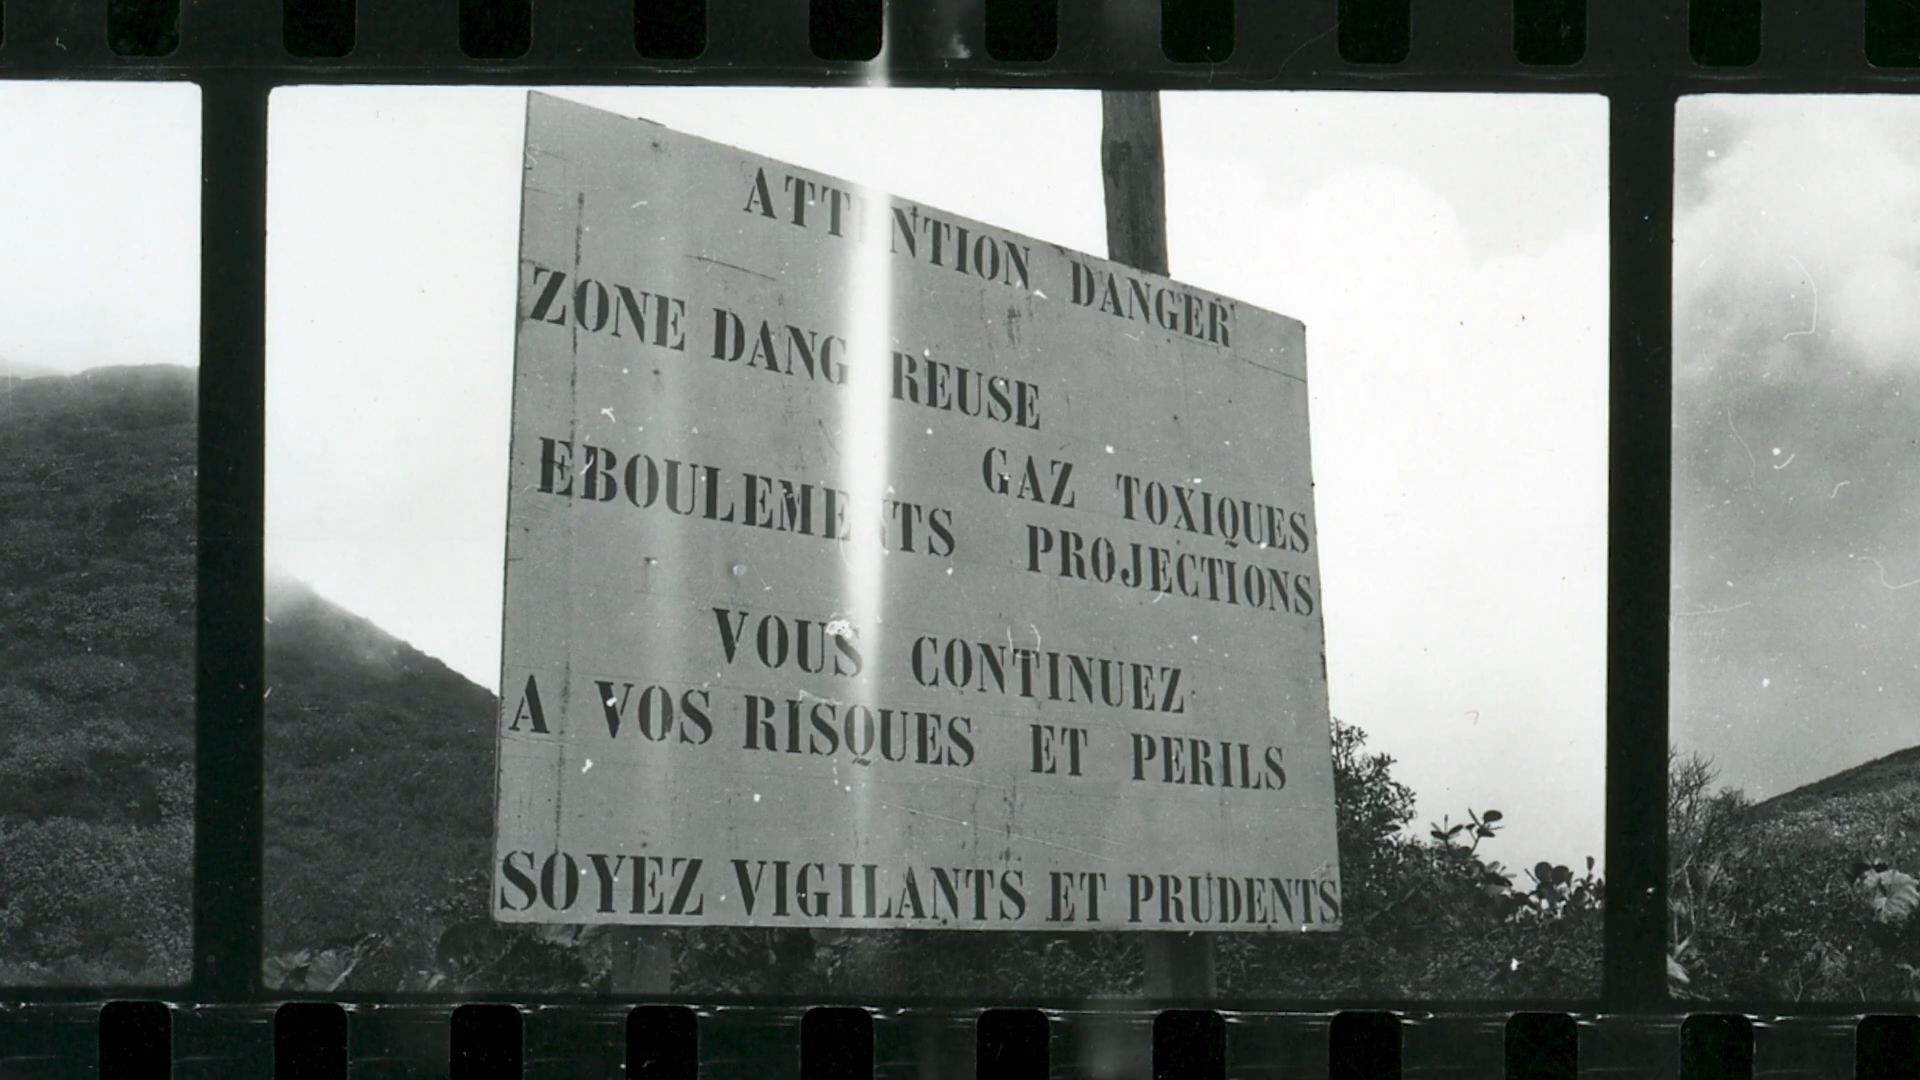 ATTENTION DANGER
ZONE DANGEREUSE
GAZ TOXIQUES
EBOULEMENTS PROJECTIONS
VOUS CONTINUEZ
A VOS RISQUES ET PERILS
SOYEZ VIGILANTS ET PRUDENTS